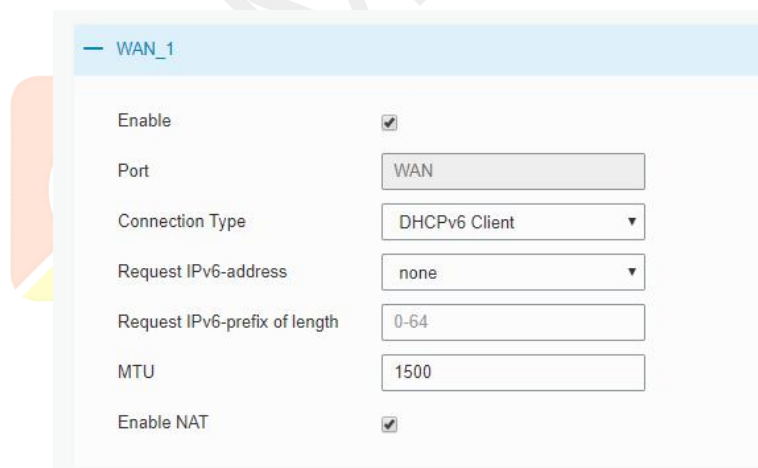 WAN_1
Enable
Port WAN
Connection Type DHCPv6 Client
Request IPv6-address none
Request IPv6-prefix of length 0-64
MTU 1500
Enable NAT